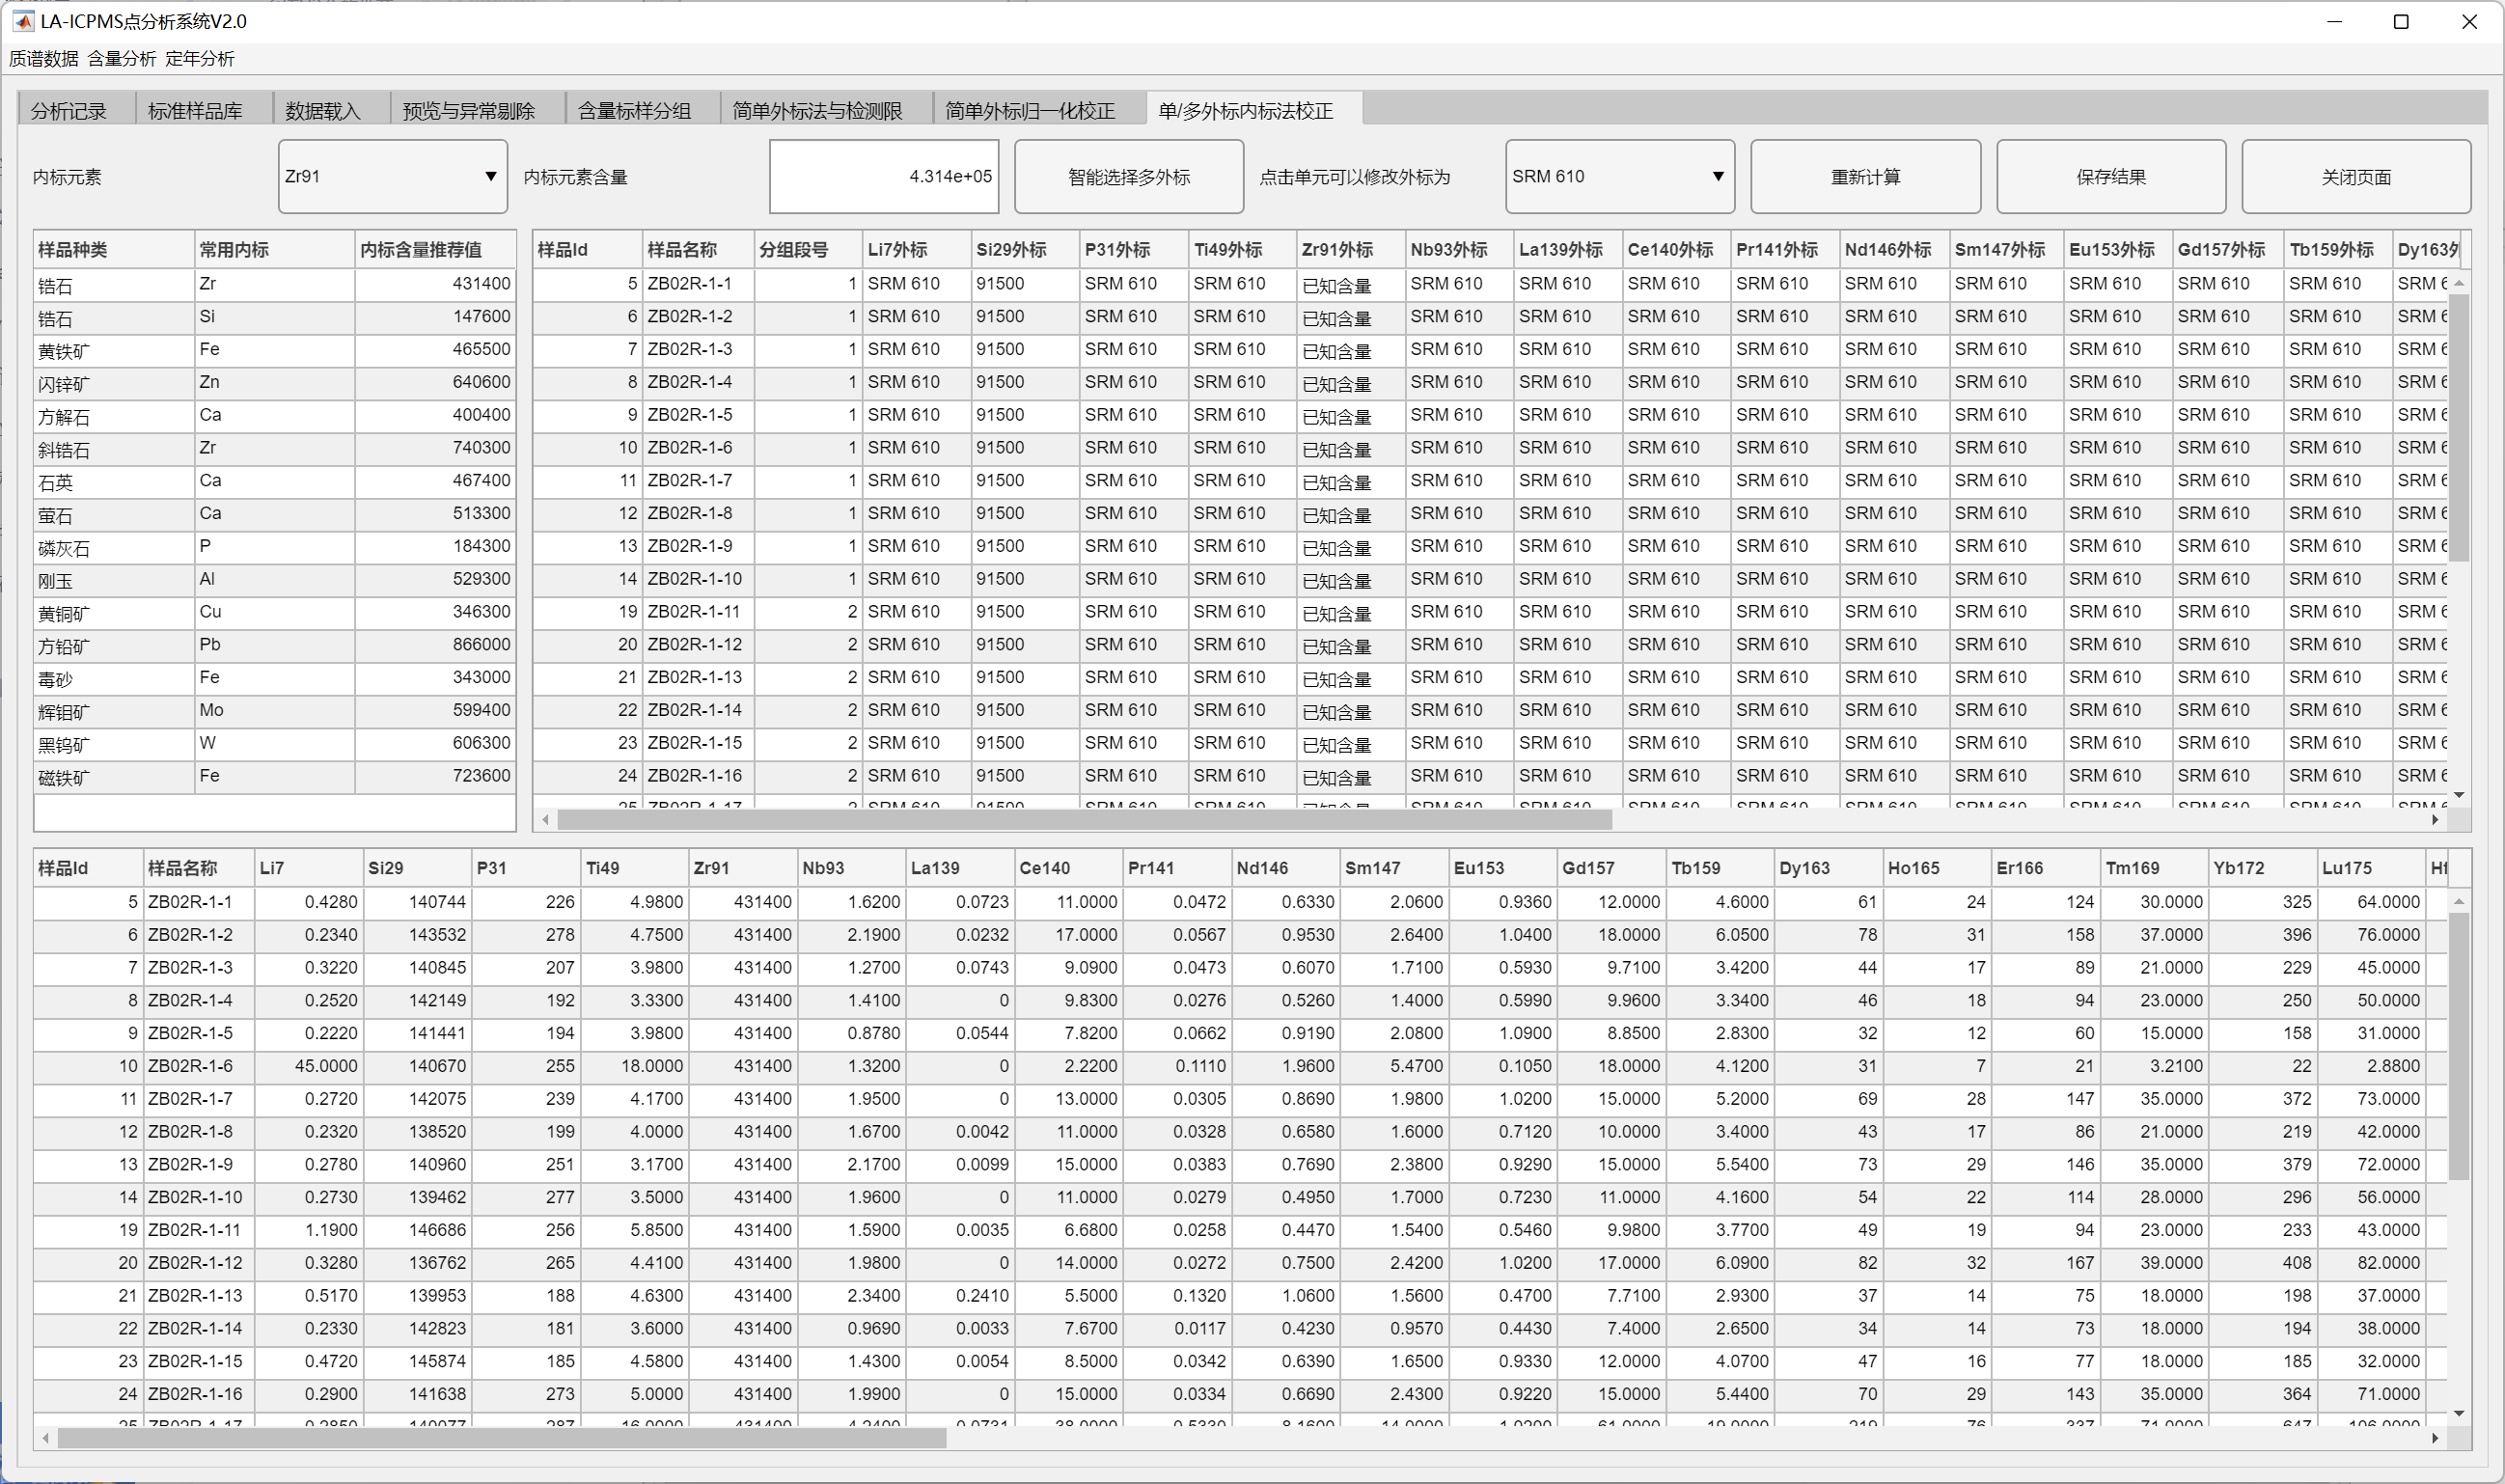 LA-ICPMS点分析系统V2.0
质谱数据 含量分析 定年分析
分析记录 标准样品库 数据载入 预览与异常剔除 含量标样分组 简单外标法与检测限 简单外标归一化校正 单/多外标内标法校正
内标元素 Zr91 内标元素含量 4.314e+05 智能选择多外标 点击单元可以修改外标为 SRM 610 重新计算 保存结果 关闭页面
样品种类 常用内标 内标含量推荐值
锆石 Zr 431400
锆石 Si 147600
黄铁矿 Fe 465500
闪锌矿 Zn 640600
方解石 Ca 400400
斜锆石 Zr 740300
石英 Ca 467400
萤石 Ca 513300
磷灰石 P 184300
刚玉 Al 529300
黄铜矿 Cu 346300
方铅矿 Pb 866000
毒砂 Fe 343000
辉钼矿 Mo 599400
黑钨矿 W 606300
磁铁矿 Fe 723600
样品Id 样品名称 分组段号 Li7外标 Si29外标 P31外标 Ti49外标 Zr91外标 Nb93外标 La139外标 Ce140外标 Pr141外标 Nd146外标 Sm147外标 Eu153外标 Gd157外标 Tb159外标 Dy163外
5 ZB02R-1-1 1 SRM 610 91500 SRM 610 SRM 610 已知含量 SRM 610 SRM 610 SRM 610 SRM 610 SRM 610 SRM 610 SRM 610 SRM 610 SRM 610 SRM 6
6 ZB02R-1-2 1 SRM 610 91500 SRM 610 SRM 610 已知含量 SRM 610 SRM 610 SRM 610 SRM 610 SRM 610 SRM 610 SRM 610 SRM 610 SRM 610 SRM 6
7 ZB02R-1-3 1 SRM 610 91500 SRM 610 SRM 610 已知含量 SRM 610 SRM 610 SRM 610 SRM 610 SRM 610 SRM 610 SRM 610 SRM 610 SRM 610 SRM 6
8 ZB02R-1-4 1 SRM 610 91500 SRM 610 SRM 610 已知含量 SRM 610 SRM 610 SRM 610 SRM 610 SRM 610 SRM 610 SRM 610 SRM 610 SRM 610 SRM 6
9 ZB02R-1-5 1 SRM 610 91500 SRM 610 SRM 610 已知含量 SRM 610 SRM 610 SRM 610 SRM 610 SRM 610 SRM 610 SRM 610 SRM 610 SRM 610 SRM 6
10 ZB02R-1-6 1 SRM 610 91500 SRM 610 SRM 610 已知含量 SRM 610 SRM 610 SRM 610 SRM 610 SRM 610 SRM 610 SRM 610 SRM 610 SRM 610 SRM 6
11 ZB02R-1-7 1 SRM 610 91500 SRM 610 SRM 610 已知含量 SRM 610 SRM 610 SRM 610 SRM 610 SRM 610 SRM 610 SRM 610 SRM 610 SRM 610 SRM 6
12 ZB02R-1-8 1 SRM 610 91500 SRM 610 SRM 610 已知含量 SRM 610 SRM 610 SRM 610 SRM 610 SRM 610 SRM 610 SRM 610 SRM 610 SRM 610 SRM 6
13 ZB02R-1-9 1 SRM 610 91500 SRM 610 SRM 610 已知含量 SRM 610 SRM 610 SRM 610 SRM 610 SRM 610 SRM 610 SRM 610 SRM 610 SRM 610 SRM 6
14 ZB02R-1-10 1 SRM 610 91500 SRM 610 SRM 610 已知含量 SRM 610 SRM 610 SRM 610 SRM 610 SRM 610 SRM 610 SRM 610 SRM 610 SRM 610 SRM 6
19 ZB02R-1-11 2 SRM 610 91500 SRM 610 SRM 610 已知含量 SRM 610 SRM 610 SRM 610 SRM 610 SRM 610 SRM 610 SRM 610 SRM 610 SRM 610 SRM 6
20 ZB02R-1-12 2 SRM 610 91500 SRM 610 SRM 610 已知含量 SRM 610 SRM 610 SRM 610 SRM 610 SRM 610 SRM 610 SRM 610 SRM 610 SRM 610 SRM 6
21 ZB02R-1-13 2 SRM 610 91500 SRM 610 SRM 610 已知含量 SRM 610 SRM 610 SRM 610 SRM 610 SRM 610 SRM 610 SRM 610 SRM 610 SRM 610 SRM 6
22 ZB02R-1-14 2 SRM 610 91500 SRM 610 SRM 610 已知含量 SRM 610 SRM 610 SRM 610 SRM 610 SRM 610 SRM 610 SRM 610 SRM 610 SRM 610 SRM 6
23 ZB02R-1-15 2 SRM 610 91500 SRM 610 SRM 610 已知含量 SRM 610 SRM 610 SRM 610 SRM 610 SRM 610 SRM 610 SRM 610 SRM 610 SRM 610 SRM 6
24 ZB02R-1-16 2 SRM 610 91500 SRM 610 SRM 610 已知含量 SRM 610 SRM 610 SRM 610 SRM 610 SRM 610 SRM 610 SRM 610 SRM 610 SRM 610 SRM 6
样品Id 样品名称 Li7 Si29 P31 Ti49 Zr91 Nb93 La139 Ce140 Pr141 Nd146 Sm147 Eu153 Gd157 Tb159 Dy163 Ho165 Er166 Tm169 Yb172 Lu175 Hf
5 ZB02R-1-1 0.4280 140744 226 4.9800 431400 1.6200 0.0723 11.0000 0.0472 0.6330 2.0600 0.9360 12.0000 4.6000 61 24 124 30.0000 325 64.0000
6 ZB02R-1-2 0.2340 143532 278 4.7500 431400 2.1900 0.0232 17.0000 0.0567 0.9530 2.6400 1.0400 18.0000 6.0500 78 31 158 37.0000 396 76.0000
7 ZB02R-1-3 0.3220 140845 207 3.9800 431400 1.2700 0.0743 9.0900 0.0473 0.6070 1.7100 0.5930 9.7100 3.4200 44 17 89 21.0000 229 45.0000
8 ZB02R-1-4 0.2520 142149 192 3.3300 431400 1.4100 0 9.8300 0.0276 0.5260 1.4000 0.5990 9.9600 3.3400 46 18 94 23.0000 250 50.0000
9 ZB02R-1-5 0.2220 141441 194 3.9800 431400 0.8780 0.0544 7.8200 0.0662 0.9190 2.0800 1.0900 8.8500 2.8300 32 12 60 15.0000 158 31.0000
10 ZB02R-1-6 45.0000 140670 255 18.0000 431400 1.3200 0 2.2200 0.1110 1.9600 5.4700 0.1050 18.0000 4.1200 31 7 21 3.2100 22 2.8800
11 ZB02R-1-7 0.2720 142075 239 4.1700 431400 1.9500 0 13.0000 0.0305 0.8690 1.9800 1.0200 15.0000 5.2000 69 28 147 35.0000 372 73.0000
12 ZB02R-1-8 0.2320 138520 199 4.0000 431400 1.6700 0.0042 11.0000 0.0328 0.6580 1.6000 0.7120 10.0000 3.4000 43 17 86 21.0000 219 42.0000
13 ZB02R-1-9 0.2780 140960 251 3.1700 431400 2.1700 0.0099 15.0000 0.0383 0.7690 2.3800 0.9290 15.0000 5.5400 73 29 146 35.0000 379 72.0000
14 ZB02R-1-10 0.2730 139462 277 3.5000 431400 1.9600 0 11.0000 0.0279 0.4950 1.7000 0.7230 11.0000 4.1600 54 22 114 28.0000 296 56.0000
19 ZB02R-1-11 1.1900 146686 256 5.8500 431400 1.5900 0.0035 6.6800 0.0258 0.4470 1.5400 0.5460 9.9800 3.7700 49 19 94 23.0000 233 43.0000
20 ZB02R-1-12 0.3280 136762 265 4.4100 431400 1.9800 0 14.0000 0.0272 0.7500 2.4200 1.0200 17.0000 6.0900 82 32 167 39.0000 408 82.0000
21 ZB02R-1-13 0.5170 139953 188 4.6300 431400 2.3400 0.2410 5.5000 0.1320 1.0600 1.5600 0.4700 7.7100 2.9300 37 14 75 18.0000 198 37.0000
22 ZB02R-1-14 0.2330 142823 181 3.6000 431400 0.9690 0.0033 7.6700 0.0117 0.4230 0.9570 0.4430 7.4000 2.6500 34 14 73 18.0000 194 38.0000
23 ZB02R-1-15 0.4720 145874 185 4.5800 431400 1.4300 0.0054 8.5000 0.0342 0.6390 1.6500 0.9330 12.0000 4.0700 47 16 77 18.0000 185 32.0000
24 ZB02R-1-16 0.2900 141638 273 5.0000 431400 1.9900 0 15.0000 0.0334 0.6690 2.4300 0.9220 15.0000 5.4400 70 29 143 35.0000 364 71.0000